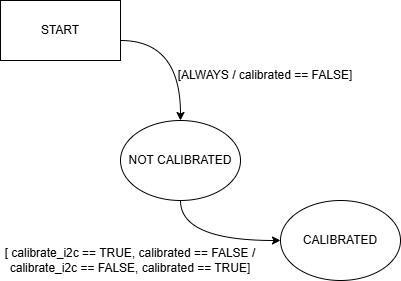 START
[ALWAYS / calibrated == FALSE]
NOT CALIBRATED
CALIBRATED
[ calibrate_i2c == TRUE, calibrated == FALSE /
calibrate_i2c == FALSE, calibrated == TRUE]